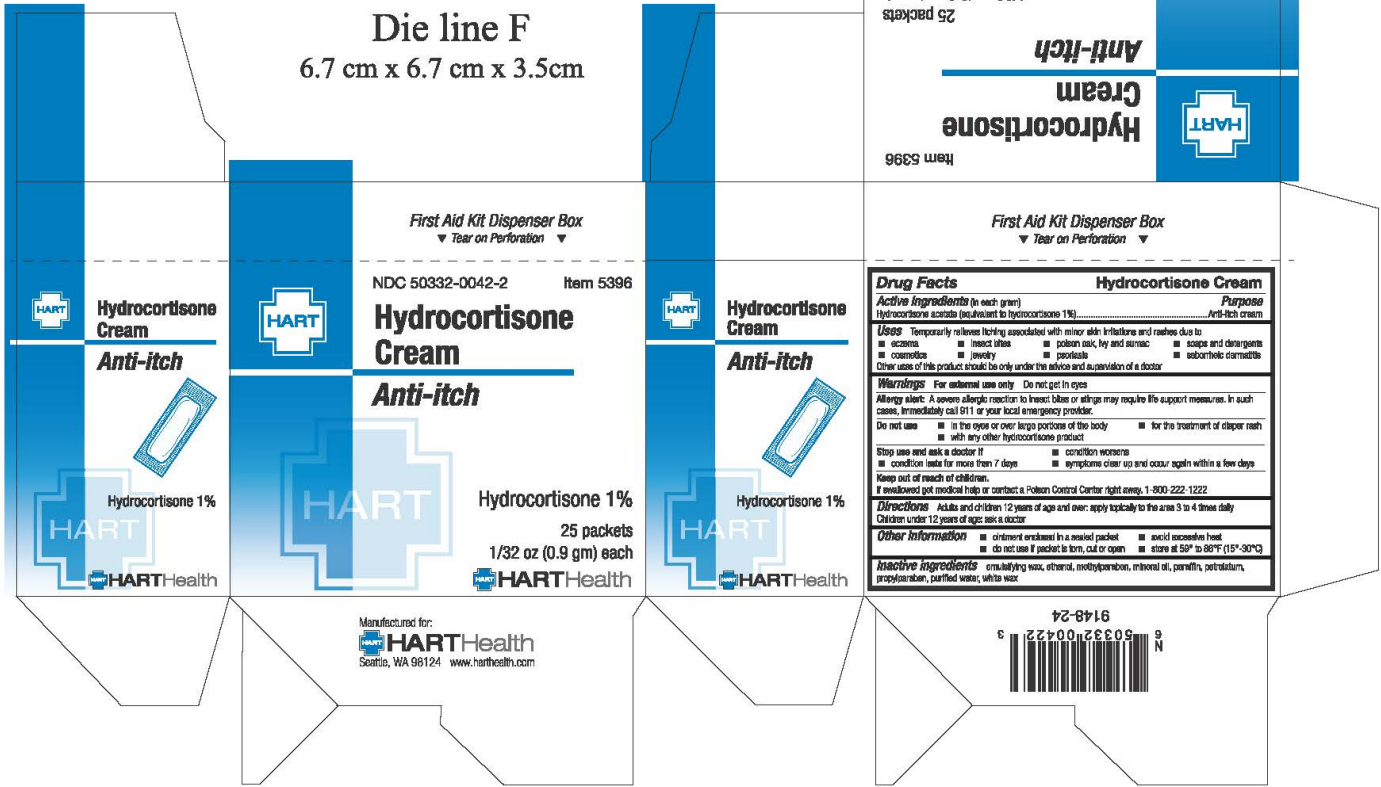 Die line F
6.7 cm x 6.7 cm x 3.5cm
Item 5396
Hydrocortisone
Cream
Anti-itch
25 packets
HART
First Aid Kit Dispenser Box
▼ Tear on Perforation ▼
First Aid Kit Dispenser Box
▼ Tear on Perforation ▼
HART
Hydrocortisone
Cream
Anti-itch
Hydrocortisone 1%
HART
HART HARTHealth
NDC 50332-0042-2 Item 5396
HART
Hydrocortisone
Cream
Anti-itch
HART
Hydrocortisone 1%
25 packets
1/32 oz (0.9 gm) each
HART HARTHealth
HART
Hydrocortisone
Cream
Anti-itch
Hydrocortisone 1%
HART
HART HARTHealth
Drug Facts Hydrocortisone Cream
Active ingredients (in each gram) Purpose
Hydrocortisone acetate (equivalent to hydrocortisone 1%)...Anti-itch cream
Uses Temporarily relieves itching associated with minor skin irritations and rashes due to
■ eczema ■ insect bites ■ poison oak, ivy and sumac ■ soaps and detergents
■ cosmetics ■ jewelry ■ psoriasis ■ seborrheic dermatitis
Other uses of this product should be only under the advice and supervision of a doctor
Warnings For external use only Do not get in eyes
Allergy alert: A severe allergic reaction to insect bites or stings may require life support measures. In such
cases, immediately call 911 or your local emergency provider.
Do not use ■ in the eyes or over large portions of the body ■ for the treatment of diaper rash
■ with any other hydrocortisone product
Stop use and ask a doctor if ■ condition worsens
■ condition lasts for more than 7 days ■ symptoms clear up and occur again within a few days
Keep out of reach of children.
If swallowed get medical help or contact a Poison Control Center right away. 1-800-222-1222
Directions Adults and children 12 years of age and over: apply topically to the area 3 to 4 times daily
Children under 12 years of age: ask a doctor
Other information ■ ointment enclosed in a sealed packet ■ avoid excessive heat
■ do not use if packet is torn, cut or open ■ store at 59° to 86°F (15°-30°C)
Inactive ingredients emulsifying wax, ethanol, methylparaben, mineral oil, paraffin, petrolatum,
propylparaben, purified water, white wax
Manufactured for:
HART HARTHealth
Seattle, WA 98124 www.harthealth.com
N
6 50332 00422 3
9148-24